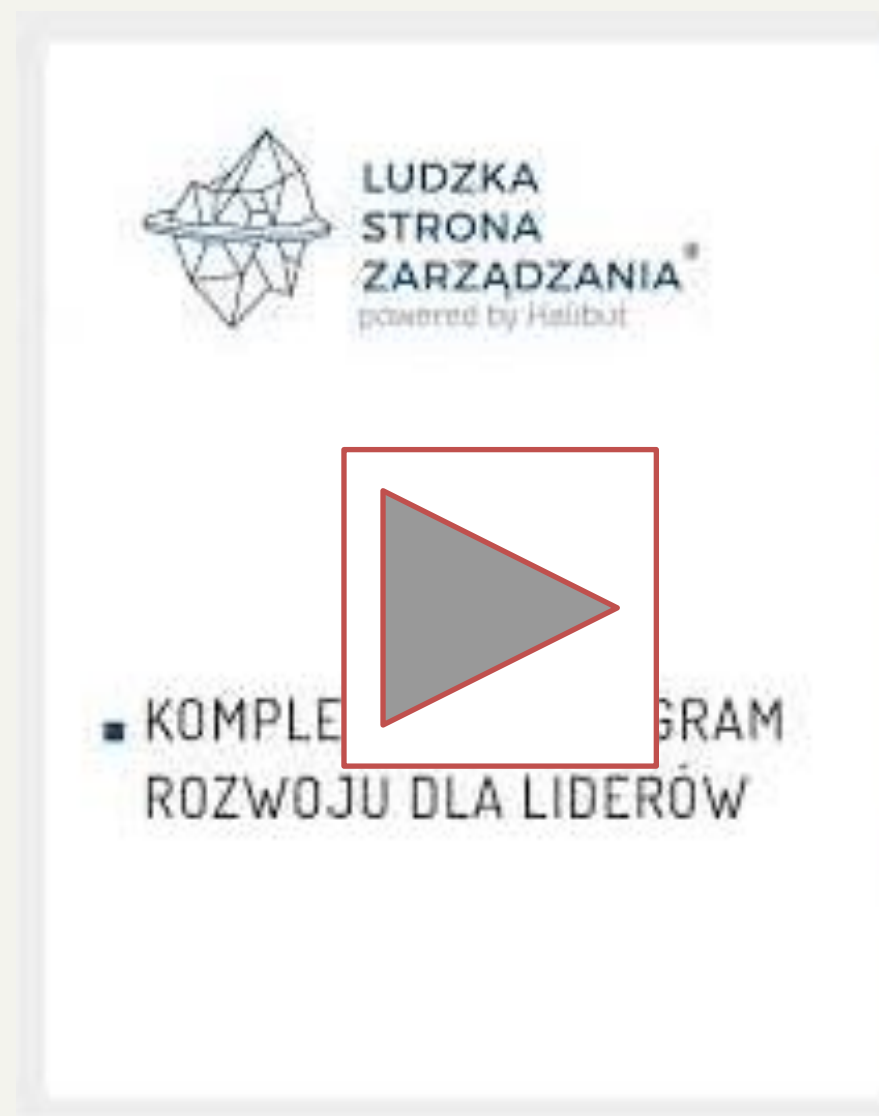 LUDZKA
STRONA
ZARZĄDZANIA®
powered by Halibut
▪ KOMPLE GRAM
ROZWOJU DLA LIDERÓW